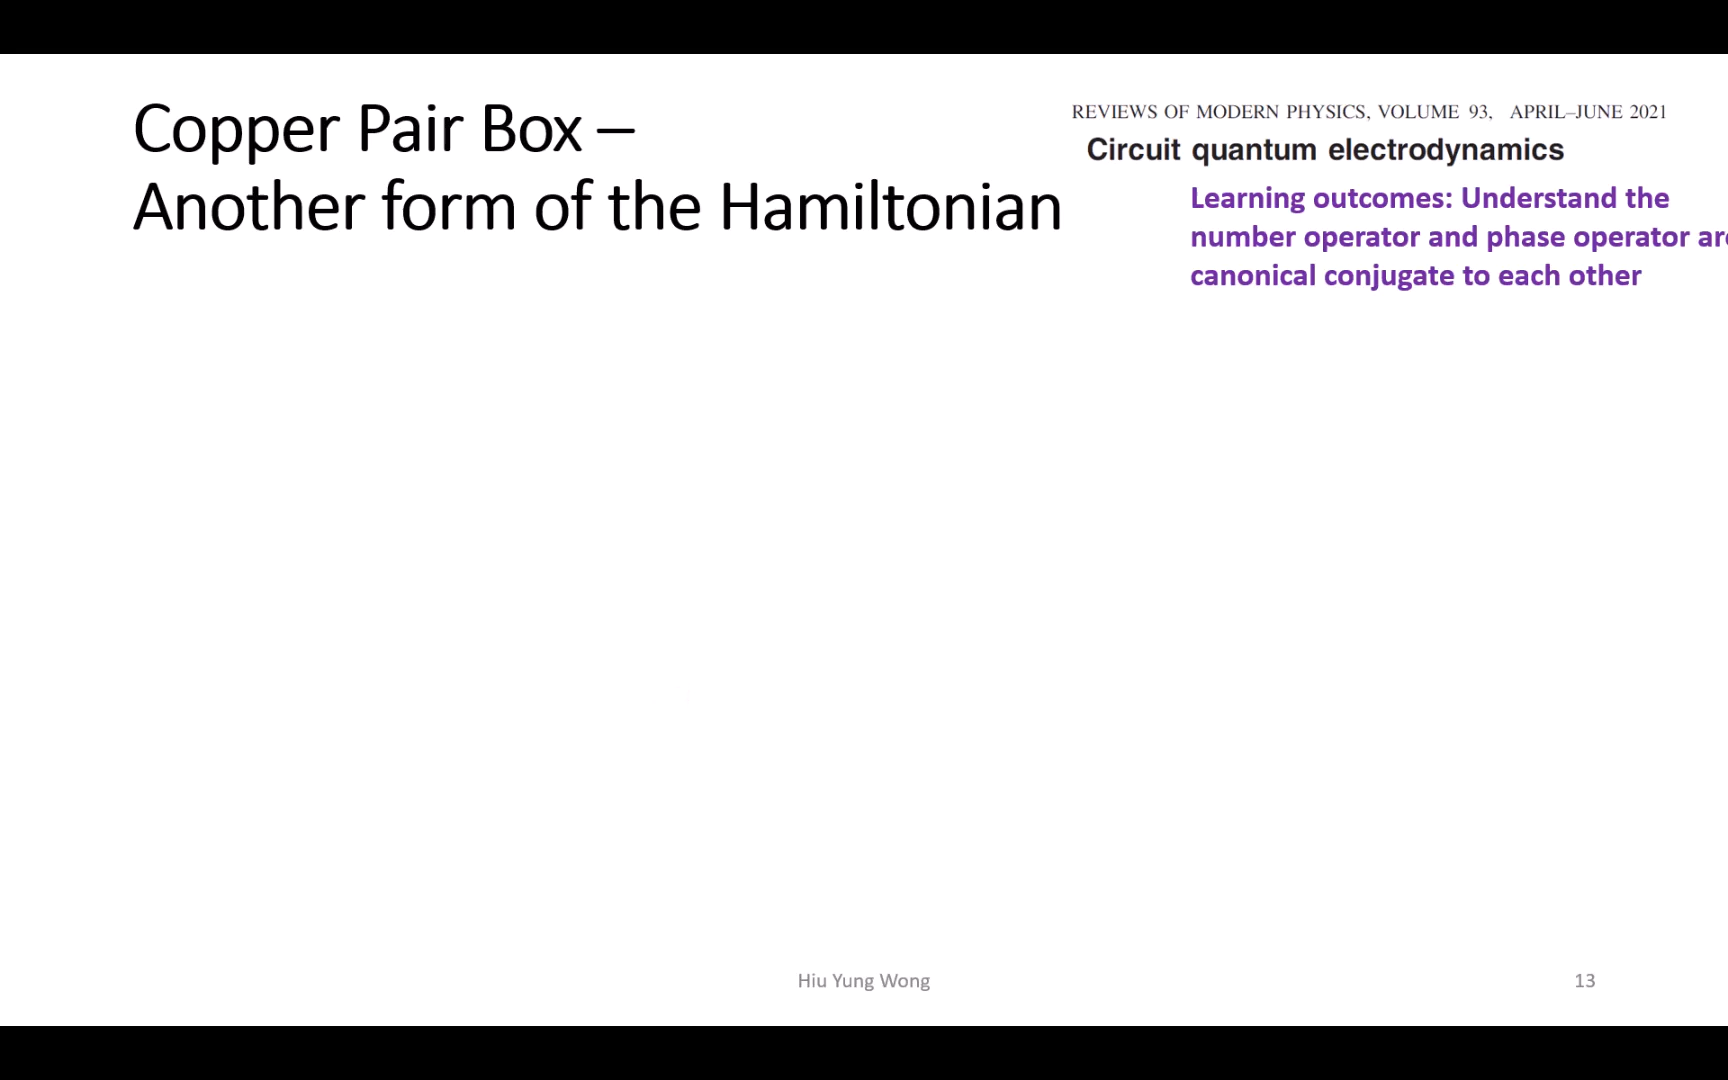 Copper Pair Box –
Another form of the Hamiltonian
REVIEWS OF MODERN PHYSICS, VOLUME 93, APRIL–JUNE 2021
Circuit quantum electrodynamics
Learning outcomes: Understand the
number operator and phase operator
canonical conjugate to each other
Hiu Yung Wong
13